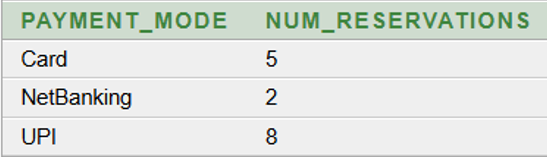 PAYMENT_MODE NUM_RESERVATIONS
Card 5
NetBanking 2
UPI 8